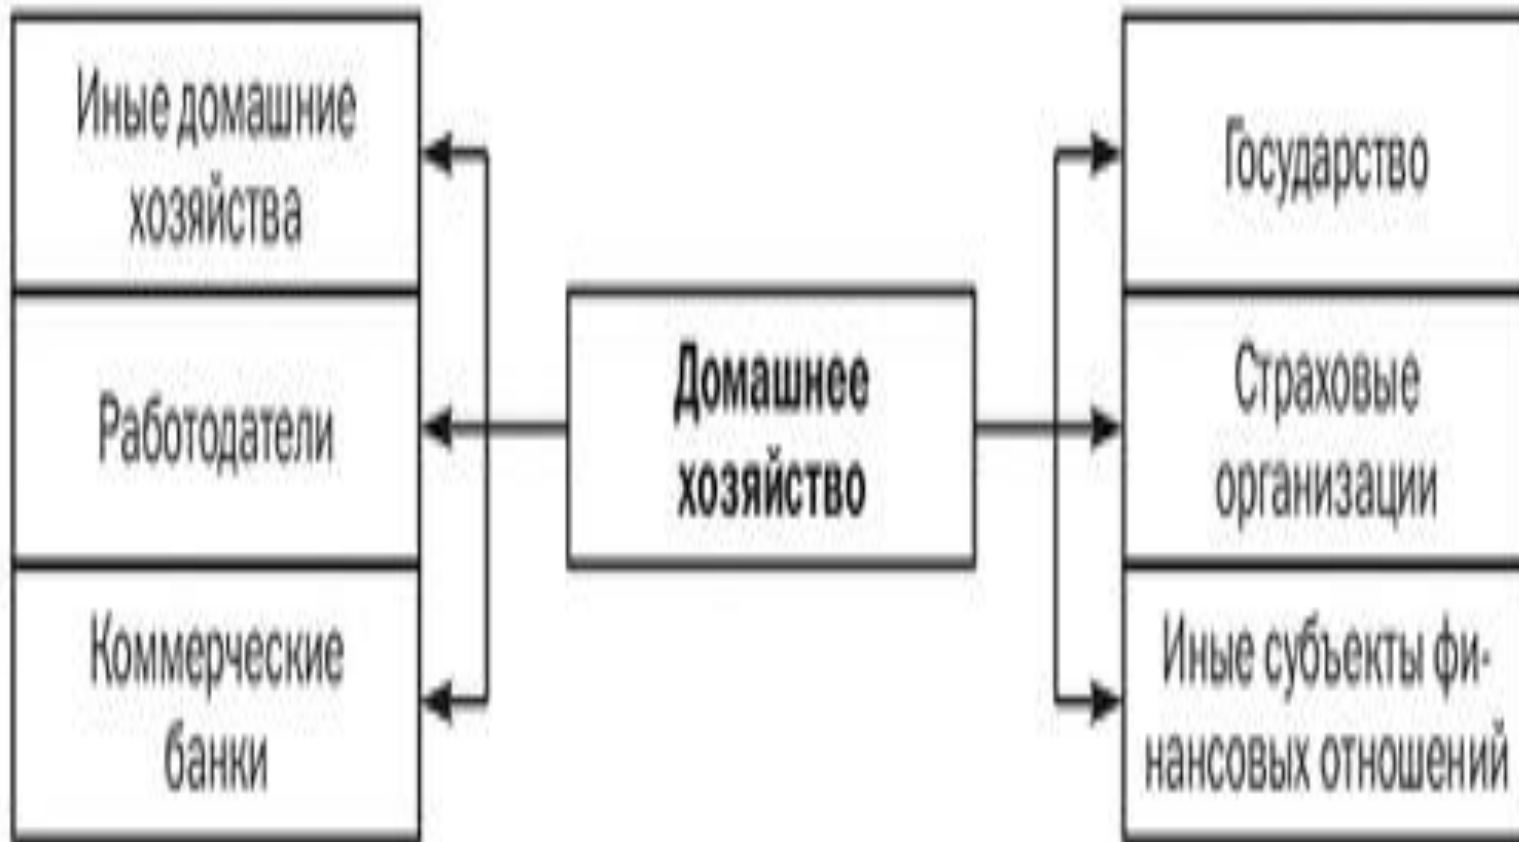 Иные домашние
хозяйства
Работодатели
Коммерческие
банки
Домашнее
хозяйство
Государство
Страховые
организации
Иные субъекты фи-
нансовых отношений